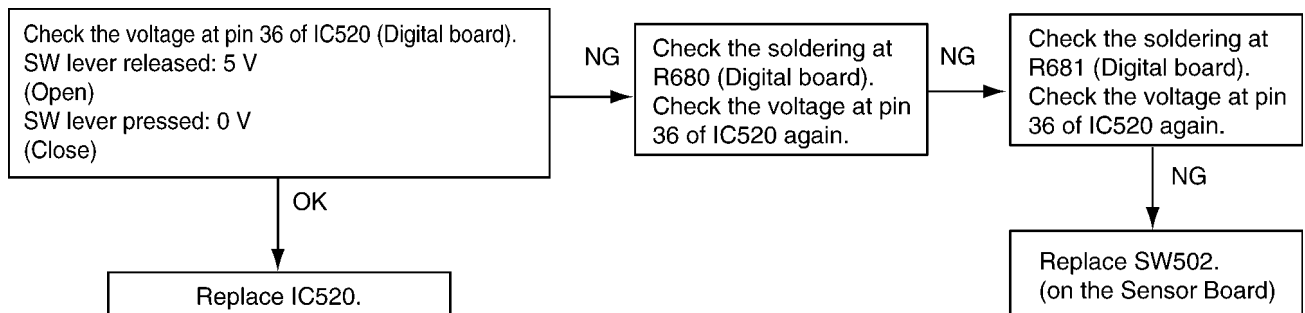 Check the voltage at pin 36 of IC520 (Digital board).
SW lever released: 5 V
(Open)
SW lever pressed: 0 V
(Close)
NG
Check the soldering at
R680 (Digital board).
Check the voltage at pin
36 of IC520 again.
NG
Check the soldering at
R681 (Digital board).
Check the voltage at pin
36 of IC520 again.
OK
NG
Replace IC520.
Replace SW502.
(on the Sensor Board)